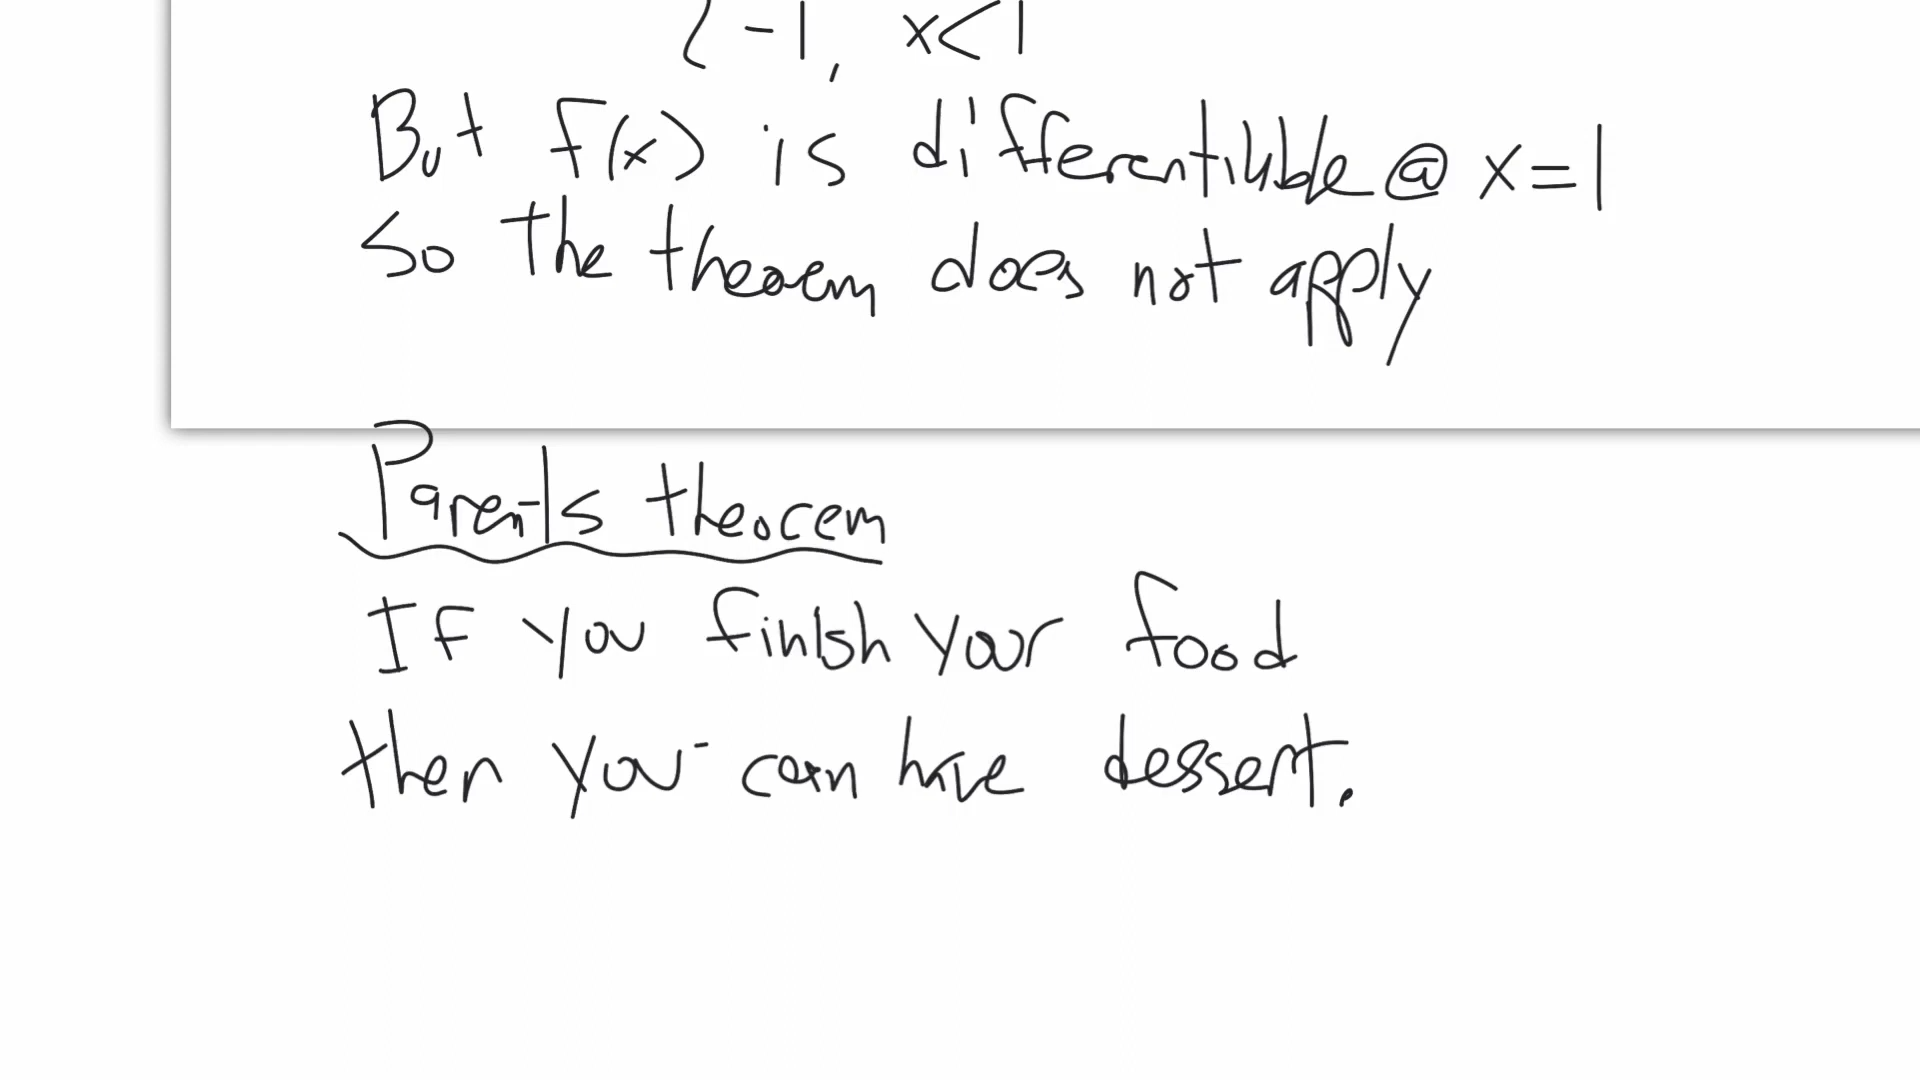 { -1, x<1
But f(x) is differentiable @ x=1
So the theorem does not apply
Parents theorem
If you finish your food
then you can have dessert.